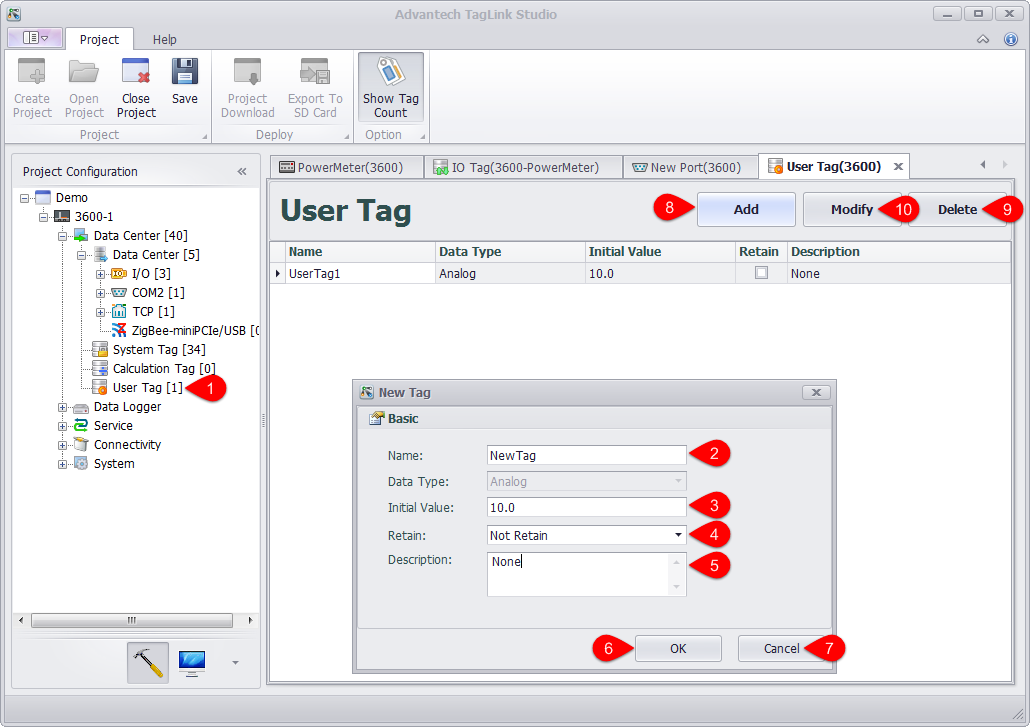 Advantech TagLink Studio
Project
Help
Create Project
Open Project
Close Project
Save
Project Download
Export To SD Card
Show Tag Count
Project
Deploy
Option
Project Configuration
Demo
3600-1
Data Center [40]
Data Center [5]
I/O [3]
COM2 [1]
TCP [1]
ZigBee-miniPCIe/USB [0
System Tag [34]
Calculation Tag [0]
User Tag [1]
1
Data Logger
Service
Connectivity
System
PowerMeter(3600)
IO Tag(3600-PowerMeter)
New Port(3600)
User Tag(3600)
User Tag
8
Add
Modify
10
Delete
9
Name
Data Type
Initial Value
Retain
Description
UserTag1
Analog
10.0
None
New Tag
Basic
Name:
NewTag
2
Data Type:
Analog
Initial Value:
10.0
3
Retain:
Not Retain
4
Description:
None
5
6
OK
Cancel
7